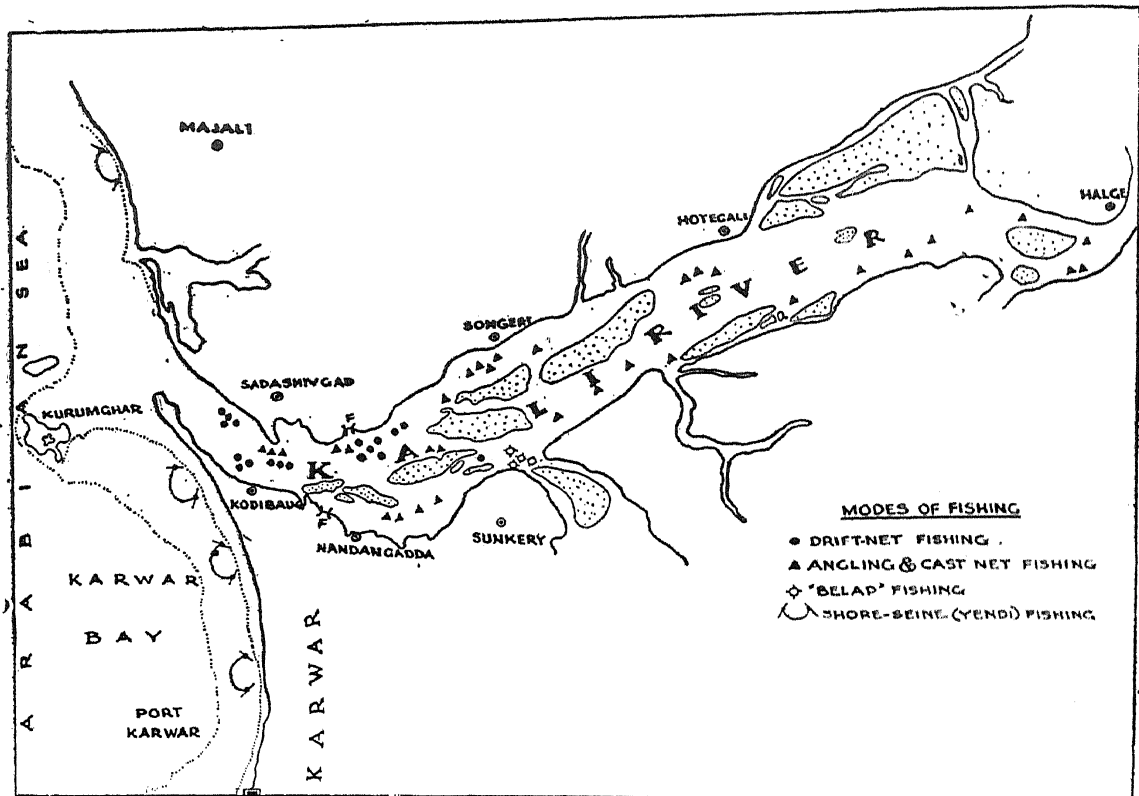 MAJALI
HALGE
HOTEGALI
KALI RIVER
SONGERI
SADASHIVGAD
KURUMGHAR
F
KODIBAUG
F
NANDANGADDA
SUNKERY
ARABIAN SEA
KARWAR
BAY
PORT
KARWAR
KARWAR
MODES OF FISHING
DRIFT-NET FISHING.
ANGLING & CAST NET FISHING
"BELAP" FISHING
SHORE-SEINE (YENDI) FISHING